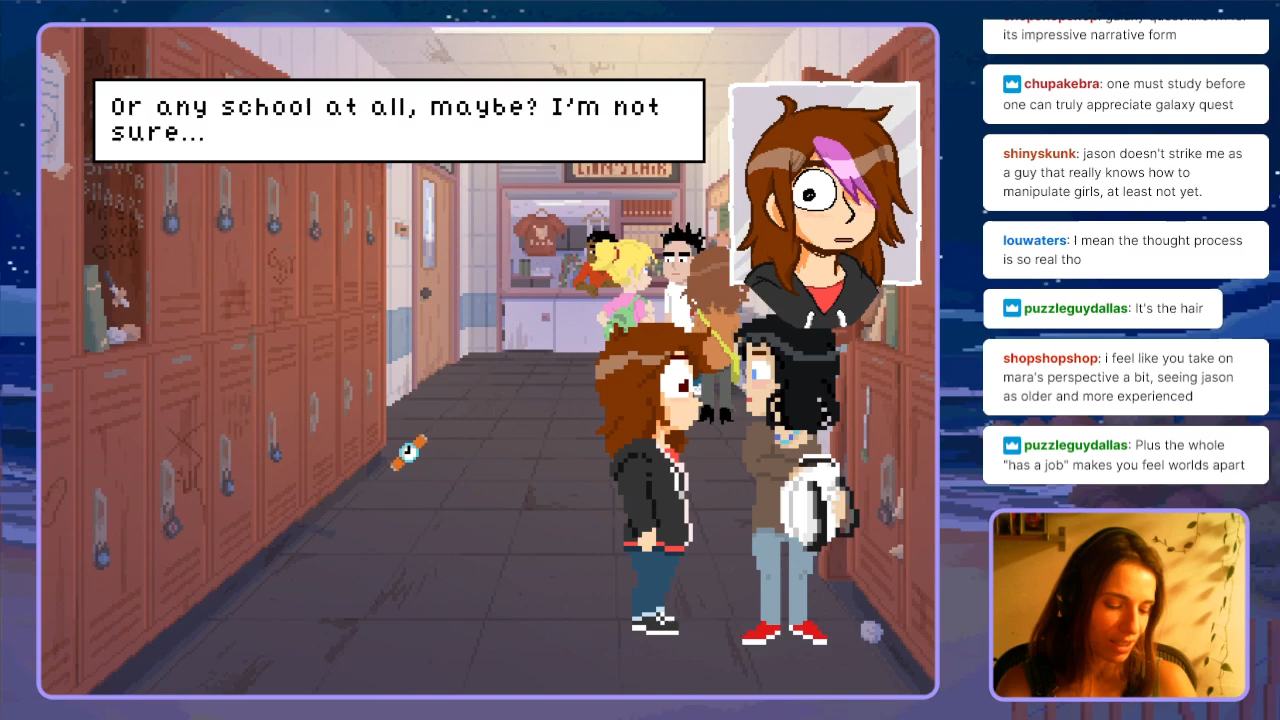 Or any school at all, maybe? I'm not
sure...
LION'S LAIR
its impressive narrative form
chupakebra: one must study before
one can truly appreciate galaxy quest
shinyskunk: jason doesn't strike me as
a guy that really knows how to
manipulate girls, at least not yet.
louwaters: I mean the thought process
is so real tho
puzzleguydallas: It's the hair
shopshopshop: i feel like you take on
mara's perspective a bit, seeing jason
as older and more experienced
puzzleguydallas: Plus the whole
"has a job" makes you feel worlds apart